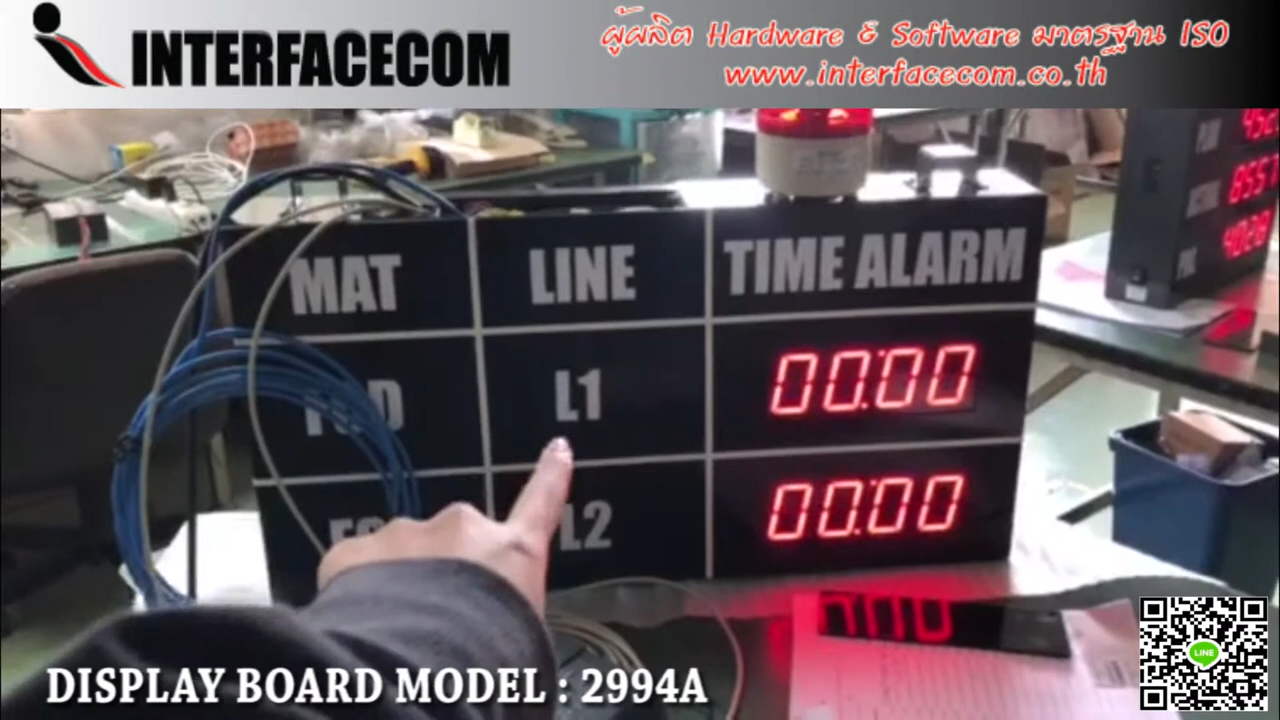 INTERFACECOM
ผู้ผลิต Hardware & Software มาตรฐาน ISO
www.interfacecom.co.th
MAT LINE TIME ALARM
L1 00:00
L2 00:00
LINE
DISPLAY BOARD MODEL : 2994A